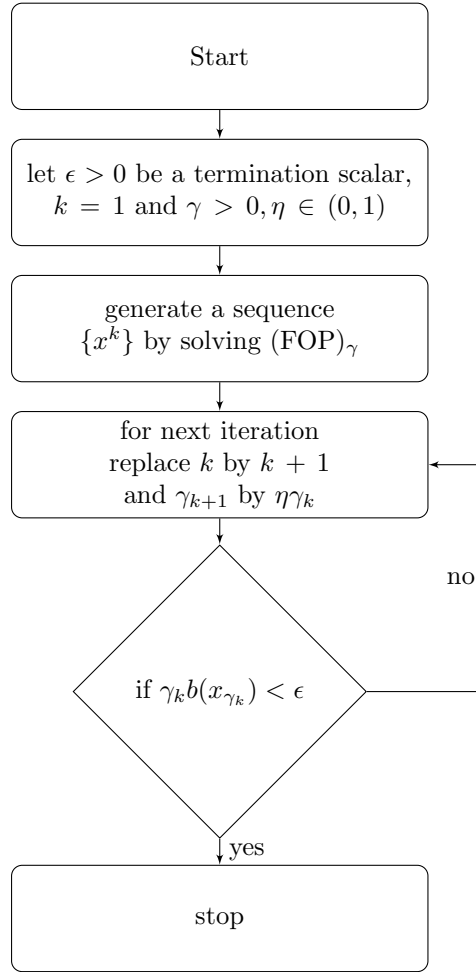 Start
let ϵ > 0 be a termination scalar,
k = 1 and γ > 0, η ∈ (0, 1)
generate a sequence
{x^k} by solving (FOP)_γ
for next iteration
replace k by k + 1
and γ_{k+1} by ηγ_k
no
if γ_k b(x_{γ_k}) < ϵ
yes
stop